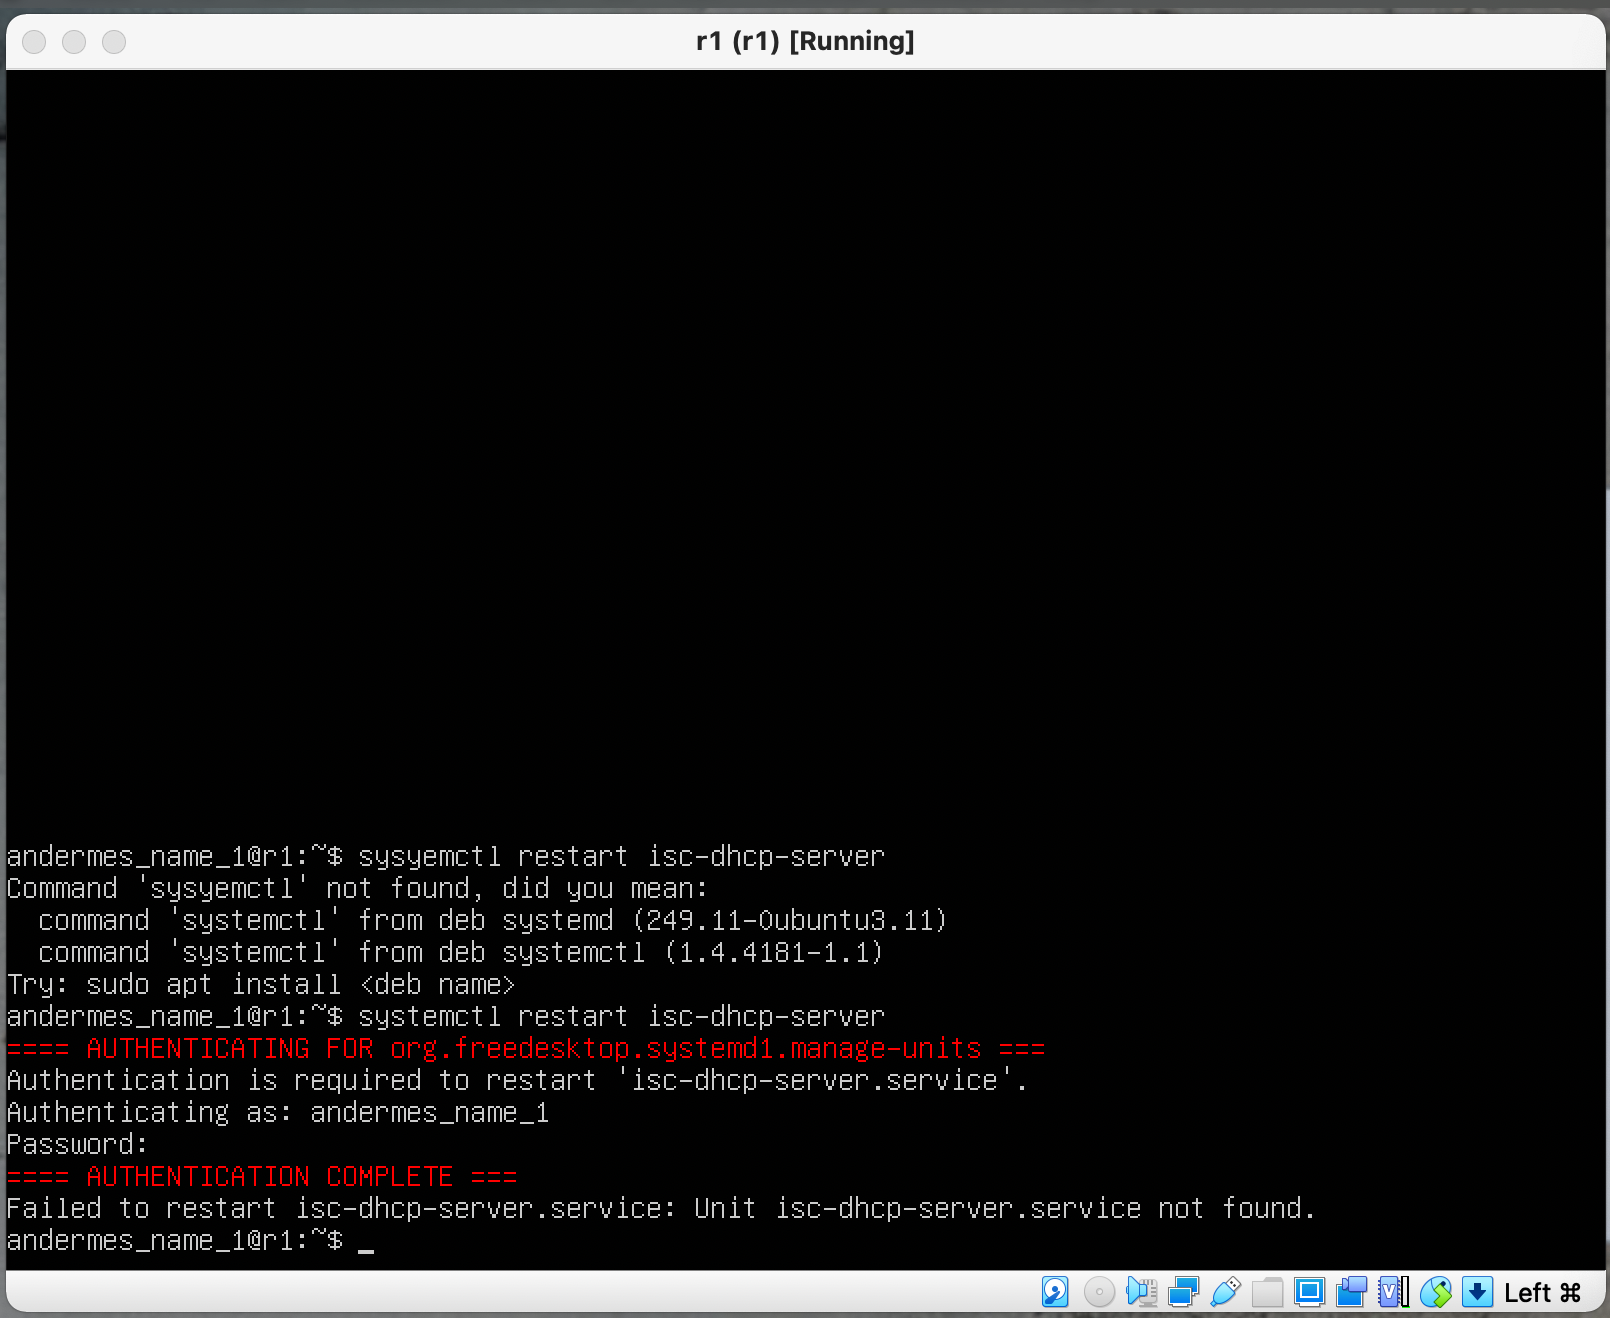 r1 (r1) [Running]
andermes_name_1@r1:~$ sysyemctl restart isc-dhcp-server
Command 'sysyemctl' not found, did you mean:
  command 'systemctl' from deb systemd (249.11-0ubuntu3.11)
  command 'systemctl' from deb systemctl (1.4.4181-1.1)
Try: sudo apt install <deb name>
andermes_name_1@r1:~$ systemctl restart isc-dhcp-server
==== AUTHENTICATING FOR org.freedesktop.systemd1.manage-units ===
Authentication is required to restart 'isc-dhcp-server.service'.
Authenticating as: andermes_name_1
Password:
==== AUTHENTICATION COMPLETE ===
Failed to restart isc-dhcp-server.service: Unit isc-dhcp-server.service not found.
andermes_name_1@r1:~$ _
Left ⌘